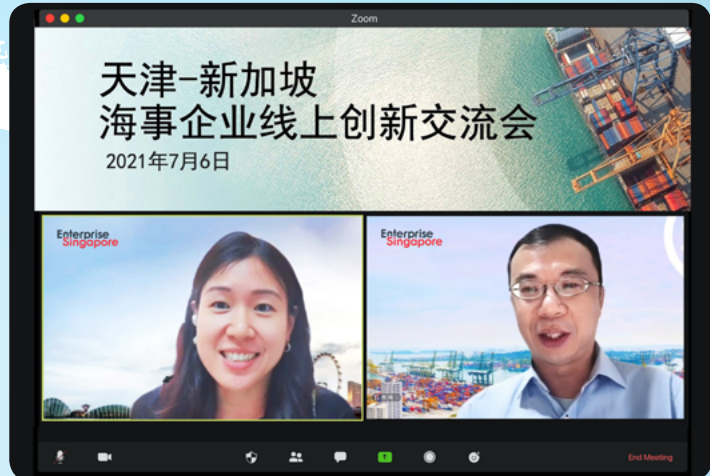 Zoom
天津-新加坡
海事企业线上创新交流会
2021年7月6日
Enterprise
Singapore
Enterprise
Singapore
End Meeting